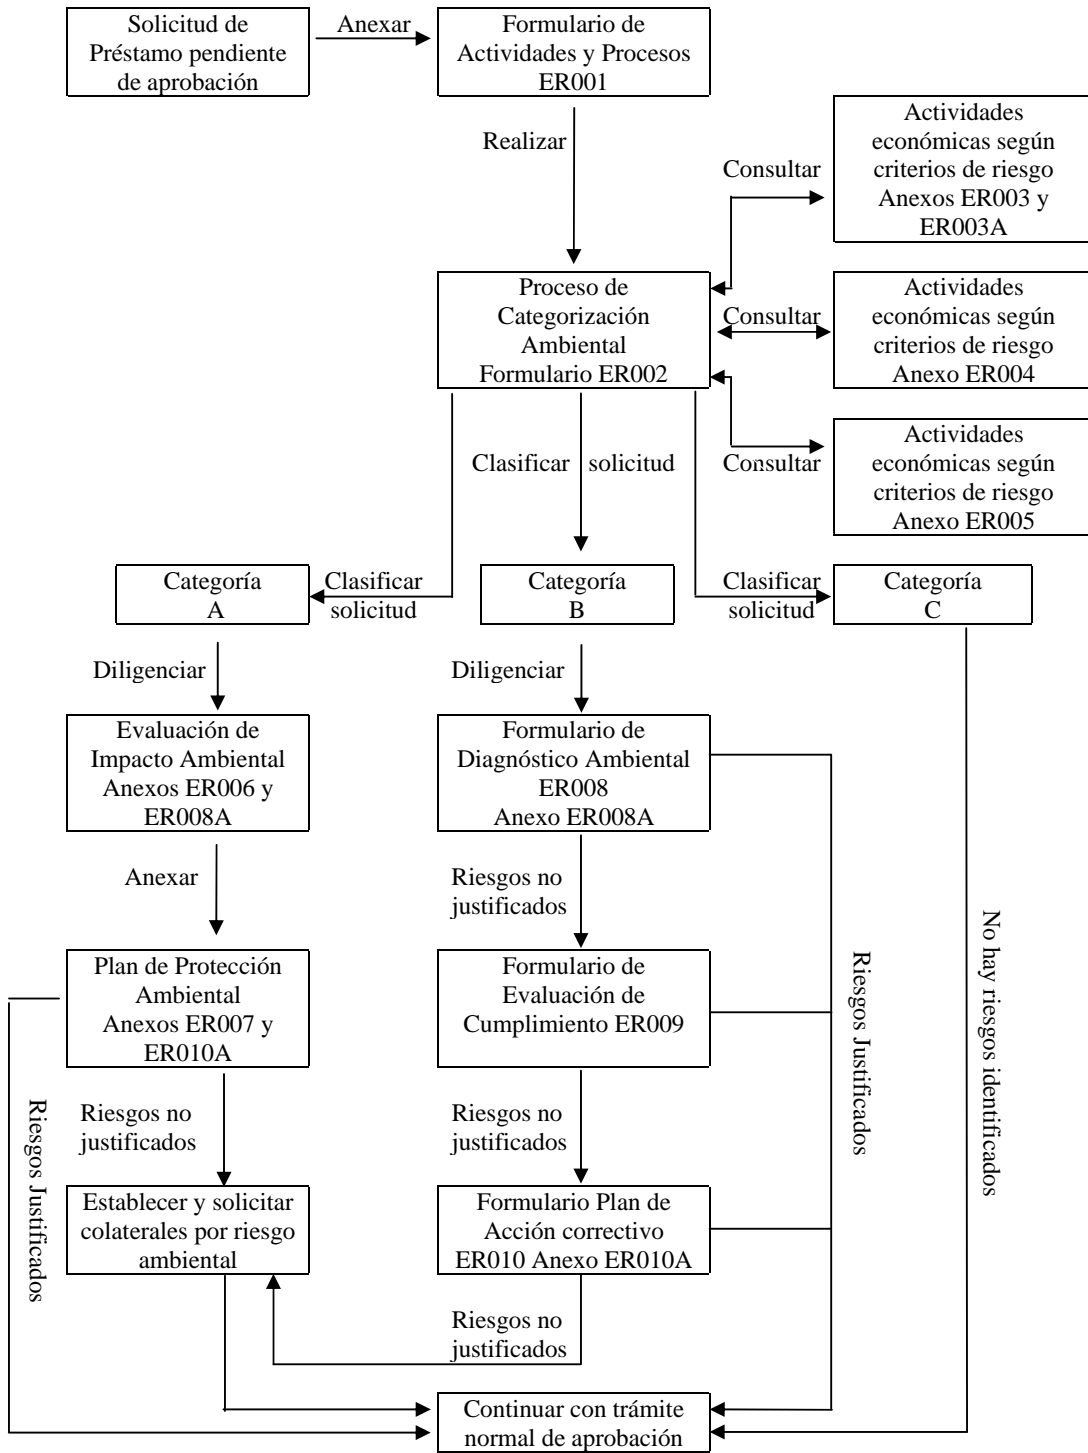 Solicitud de
Préstamo pendiente
de aprobación
Anexar
Formulario de
Actividades y Procesos
ER001
Realizar
Consultar
Actividades
económicas según
criterios de riesgo
Anexos ER003 y
ER003A
Proceso de
Categorización
Ambiental
Formulario ER002
Consultar
Actividades
económicas según
criterios de riesgo
Anexo ER004
Clasificar
solicitud
Consultar
Actividades
económicas según
criterios de riesgo
Anexo ER005
Categoría
A
Clasificar
solicitud
Categoría
B
Clasificar
solicitud
Categoría
C
Diligenciar
Diligenciar
Evaluación de
Impacto Ambiental
Anexos ER006 y
ER008A
Formulario de
Diagnóstico Ambiental
ER008
Anexo ER008A
Anexar
Riesgos no
justificados
Plan de Protección
Ambiental
Anexos ER007 y
ER010A
Formulario de
Evaluación de
Cumplimiento ER009
Riesgos Justificados
No hay riesgos identificados
Riesgos Justificados
Riesgos no
justificados
Riesgos no
justificados
Establecer y solicitar
colaterales por riesgo
ambiental
Formulario Plan de
Acción correctivo
ER010 Anexo ER010A
Riesgos no
justificados
Continuar con trámite
normal de aprobación